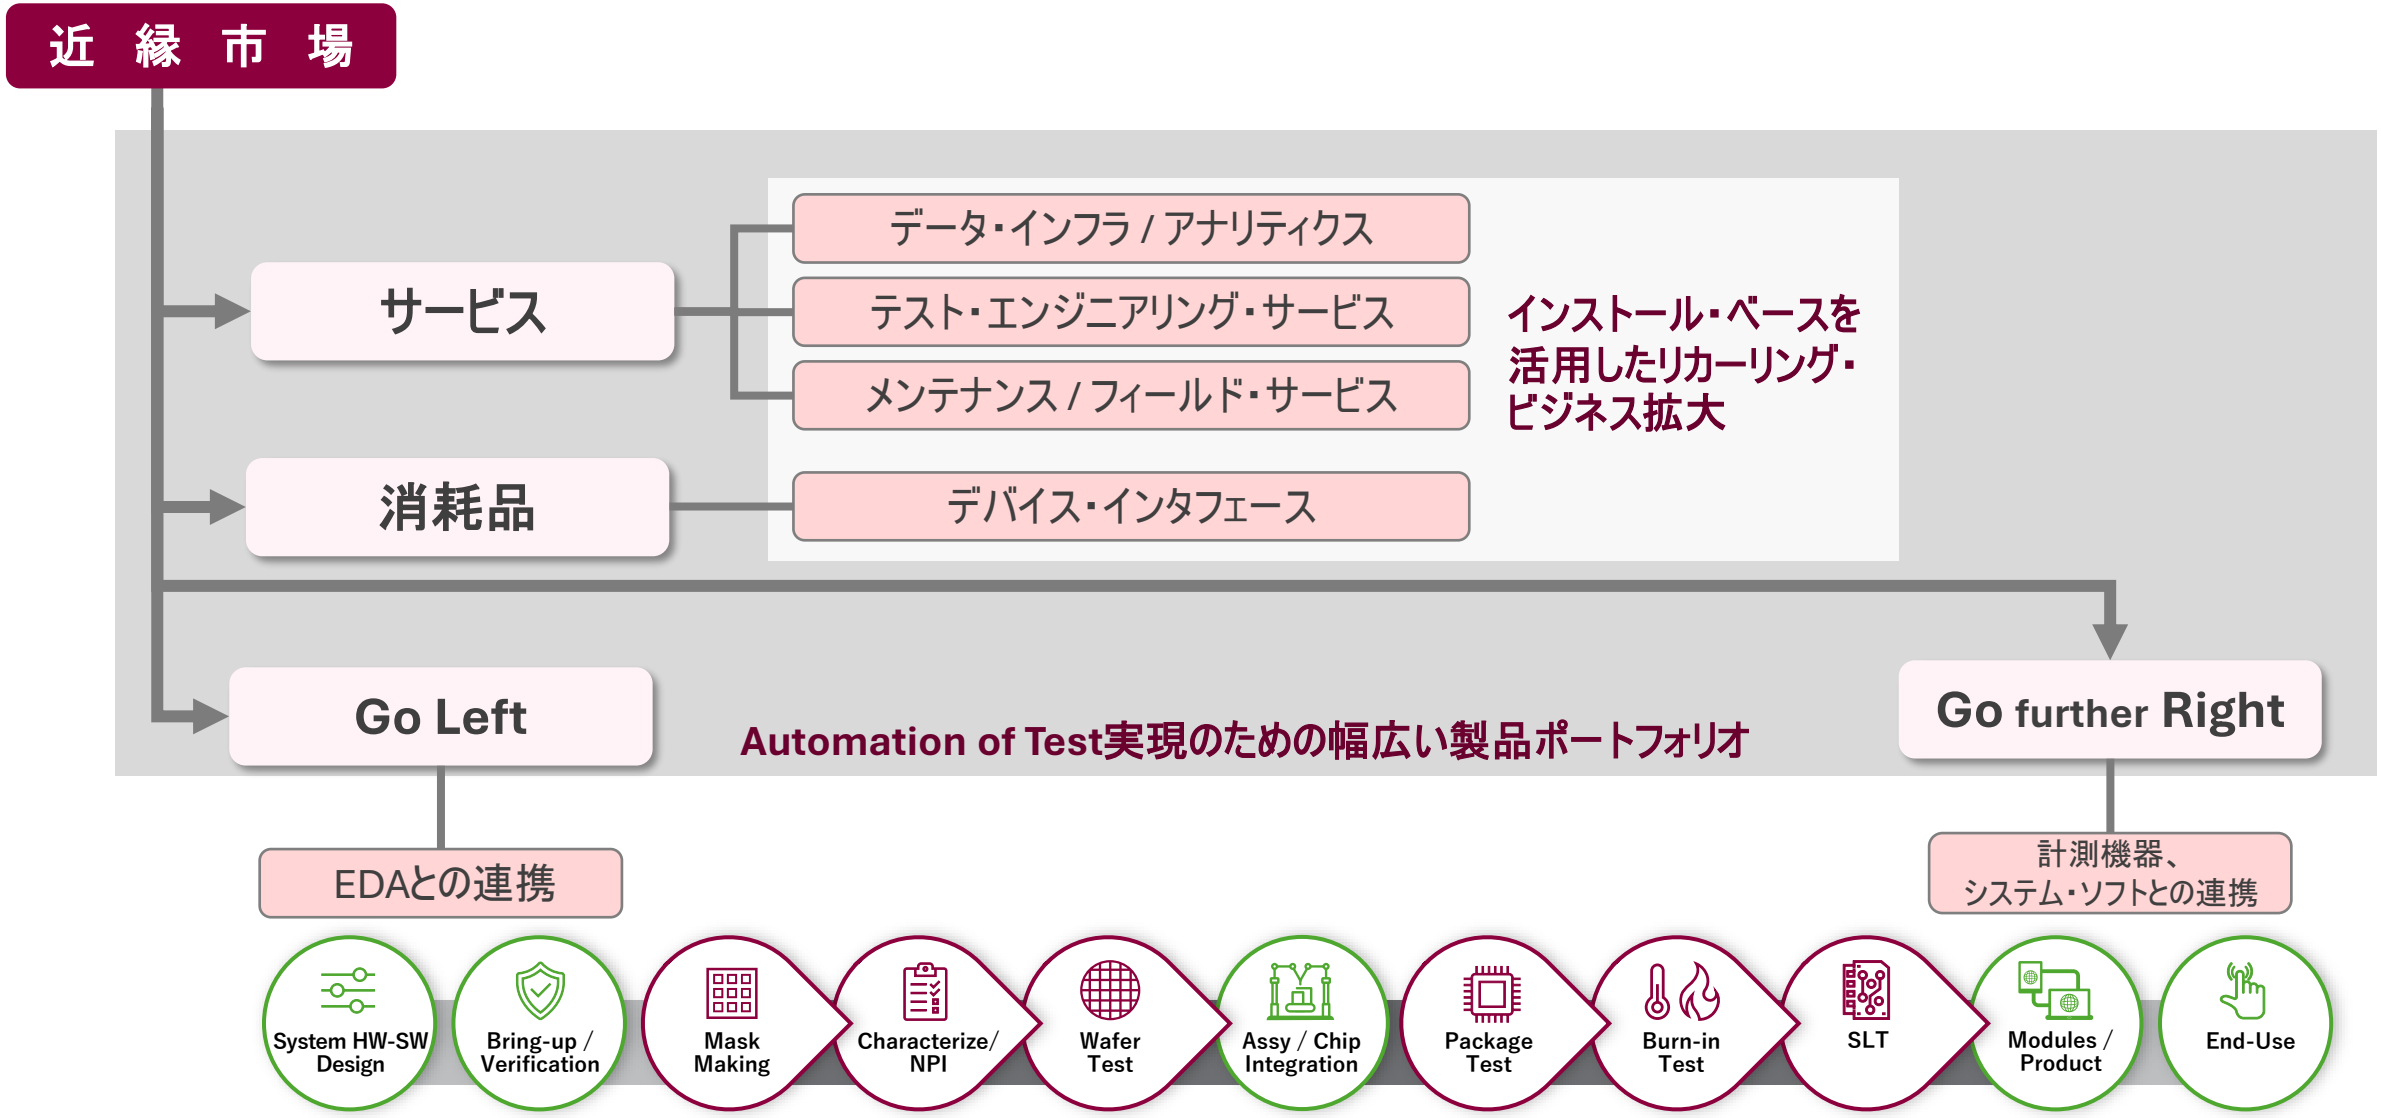 近縁市場
データ・インフラ / アナリティクス
サービス
テスト・エンジニアリング・サービス
メンテナンス / フィールド・サービス
インストール・ベースを
活用したリカーリング・
ビジネス拡大
消耗品
デバイス・インタフェース
Go Left
Automation of Test実現のための幅広い製品ポートフォリオ
Go further Right
EDAとの連携
計測機器、
システム・ソフトとの連携
System HW-SW
Design
Bring-up /
Verification
Mask
Making
Characterize/
NPI
Wafer
Test
Assy / Chip
Integration
Package
Test
Burn-in
Test
SLT
Modules /
Product
End-Use